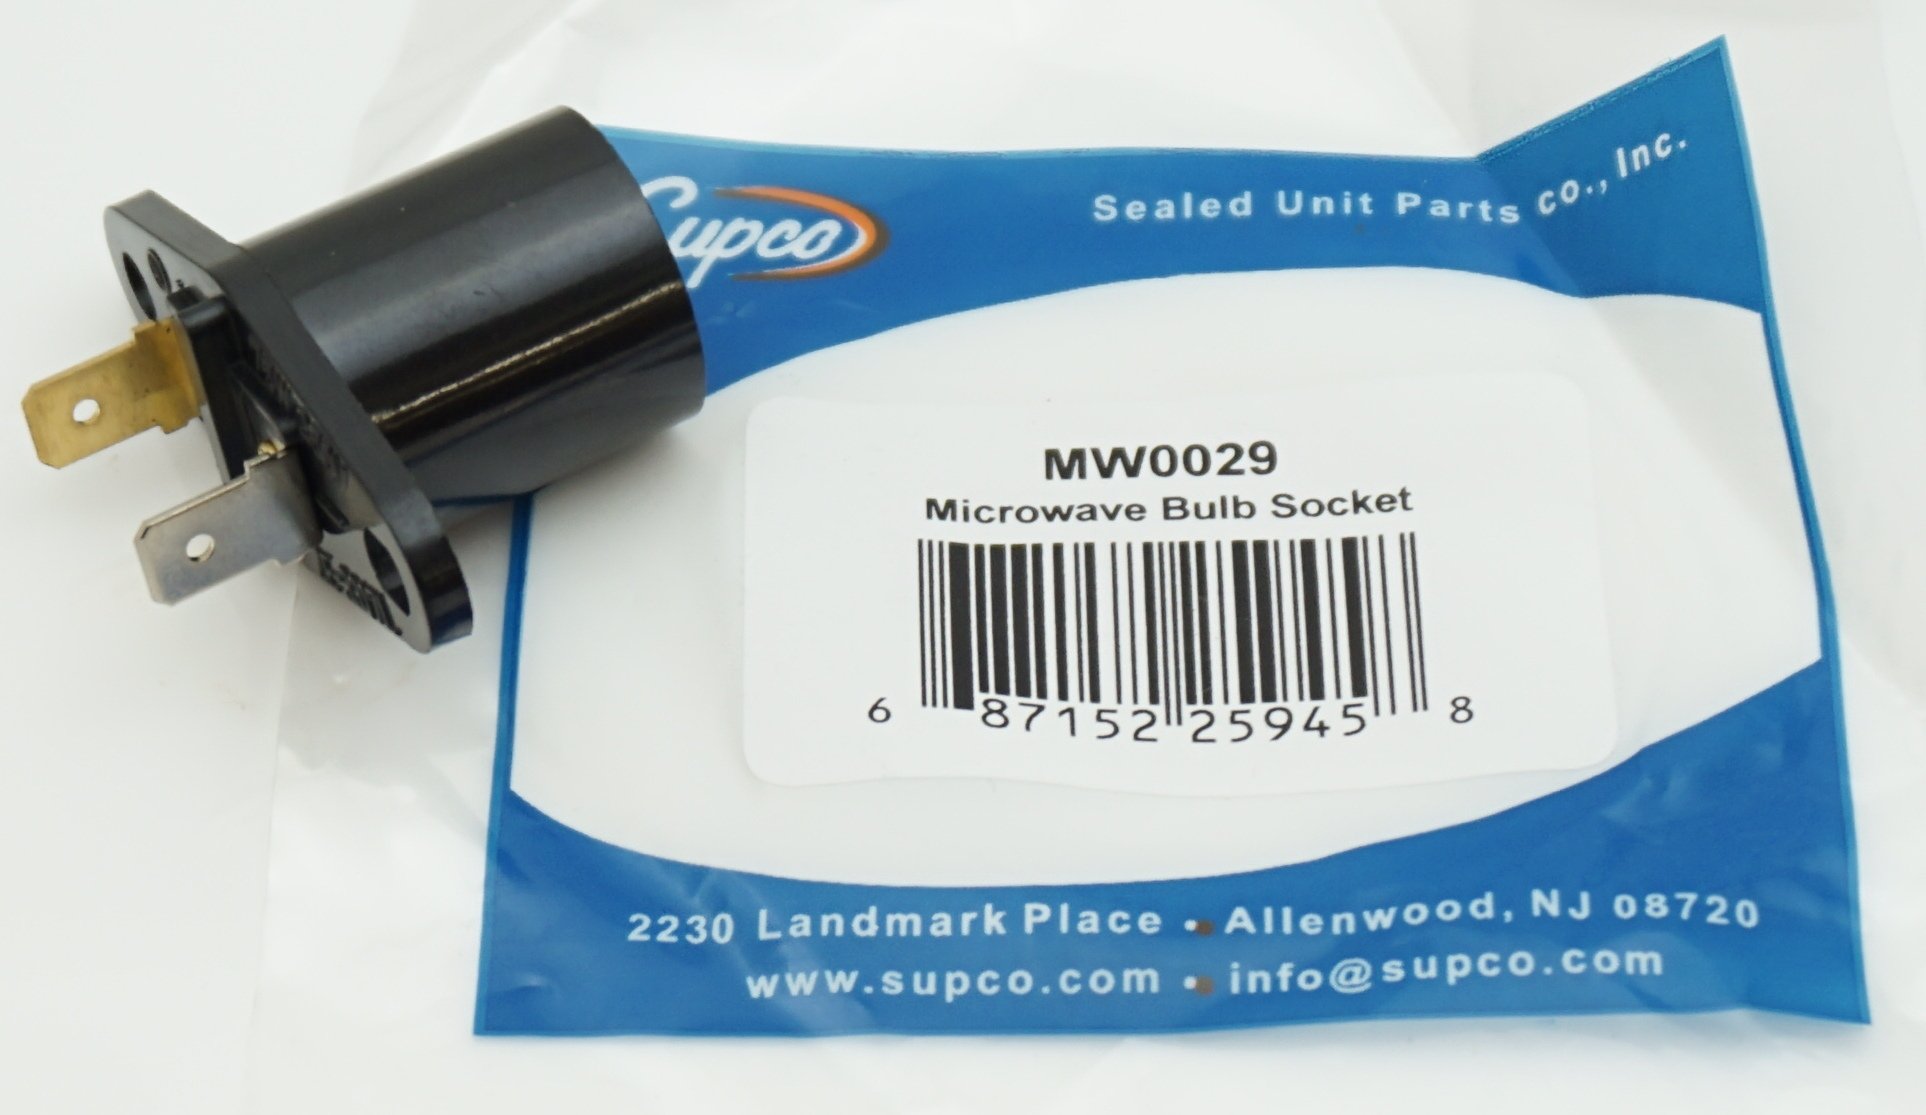 Supco
Sealed Unit Parts co., Inc.
MW0029
Microwave Bulb Socket
6 87152 25945 8
2230 Landmark Place • Allenwood, NJ 08720
www.supco.com • info@supco.com